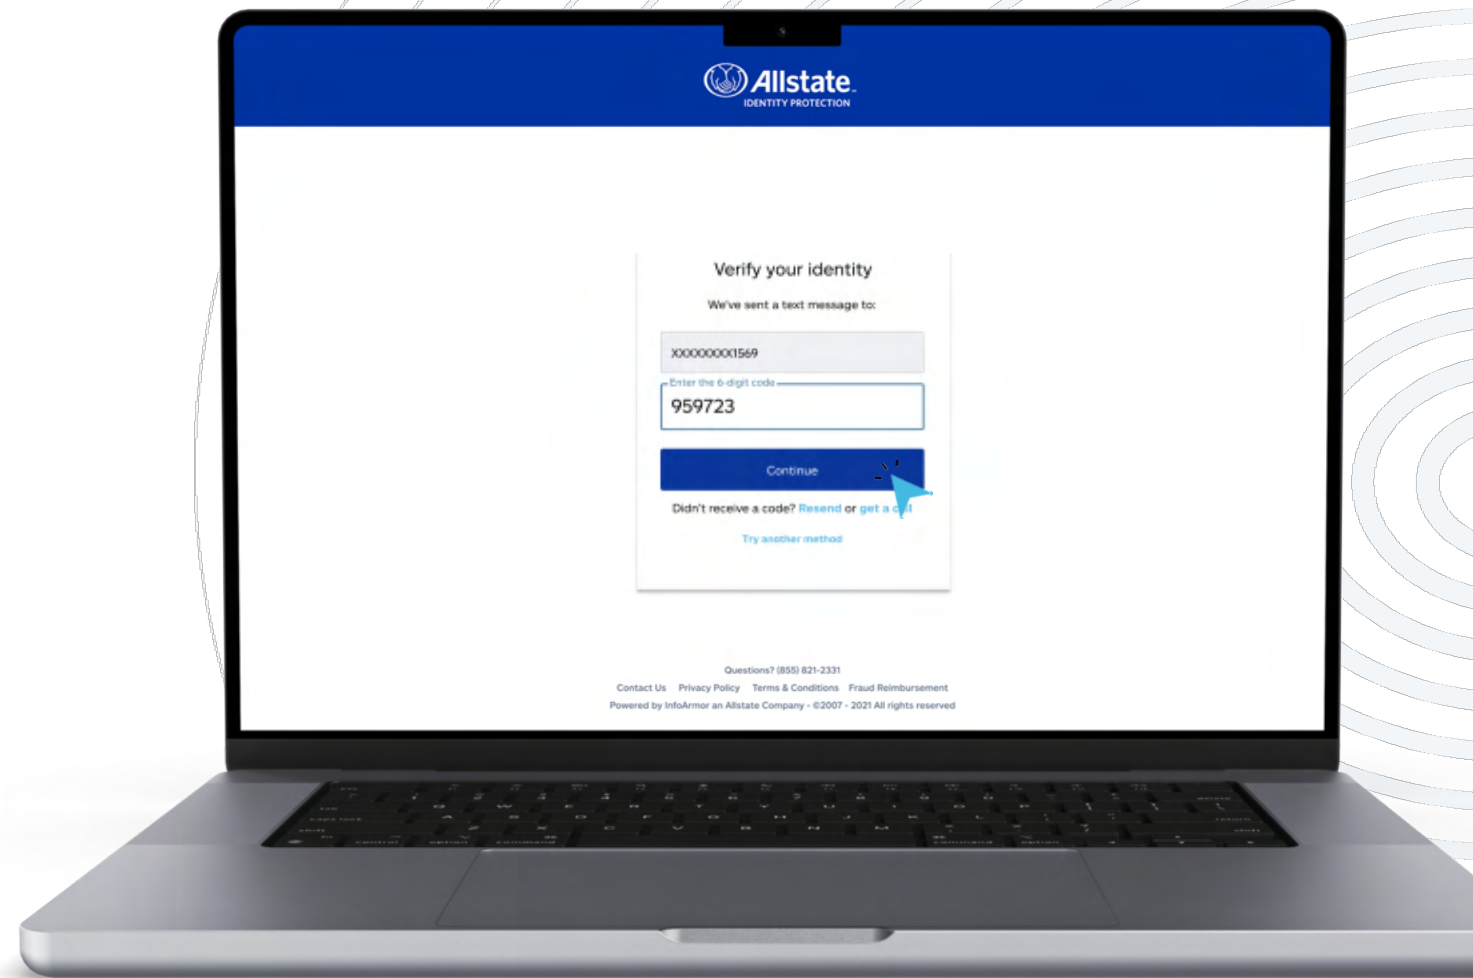 Allstate
IDENTITY PROTECTION
Verify your identity
We've sent a text message to:
XXXXXXXX1569
Enter the 6-digit code
959723
Continue
Didn't receive a code? Resend or get a
Try another method
Questions? (855) 821-2331
Contact Us Privacy Policy Terms & Conditions Fraud Reimbursement
Powered by InfoArmor an Allstate Company - ©2007 - 2021 All rights reserved